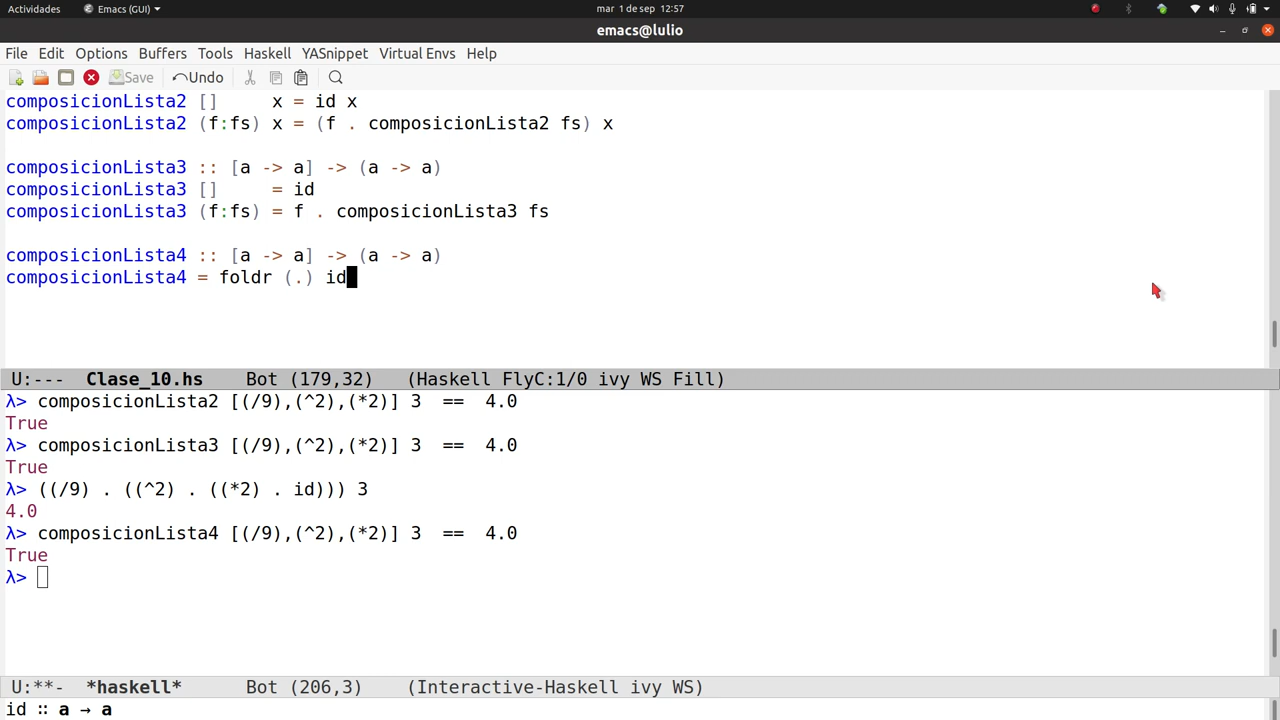 Actividades Emacs (GUI) mar 1 de sep 12:57
emacs@lulio
File Edit Options Buffers Tools Haskell YASnippet Virtual Envs Help
Save Undo
composicionLista2 []     x = id x
composicionLista2 (f:fs) x = (f . composicionLista2 fs) x
composicionLista3 :: [a -> a] -> (a -> a)
composicionLista3 []     = id
composicionLista3 (f:fs) = f . composicionLista3 fs
composicionLista4 :: [a -> a] -> (a -> a)
composicionLista4 = foldr (.) id
U:--- Clase_10.hs Bot (179,32) (Haskell FlyC:1/0 ivy WS Fill)
λ> composicionLista2 [(/9),(^2),(*2)] 3  ==  4.0
True
λ> composicionLista3 [(/9),(^2),(*2)] 3  ==  4.0
True
λ> ((/9) . ((^2) . ((*2) . id))) 3
4.0
λ> composicionLista4 [(/9),(^2),(*2)] 3  ==  4.0
True
λ>
U:**- *haskell* Bot (206,3) (Interactive-Haskell ivy WS)
id ∷ a → a